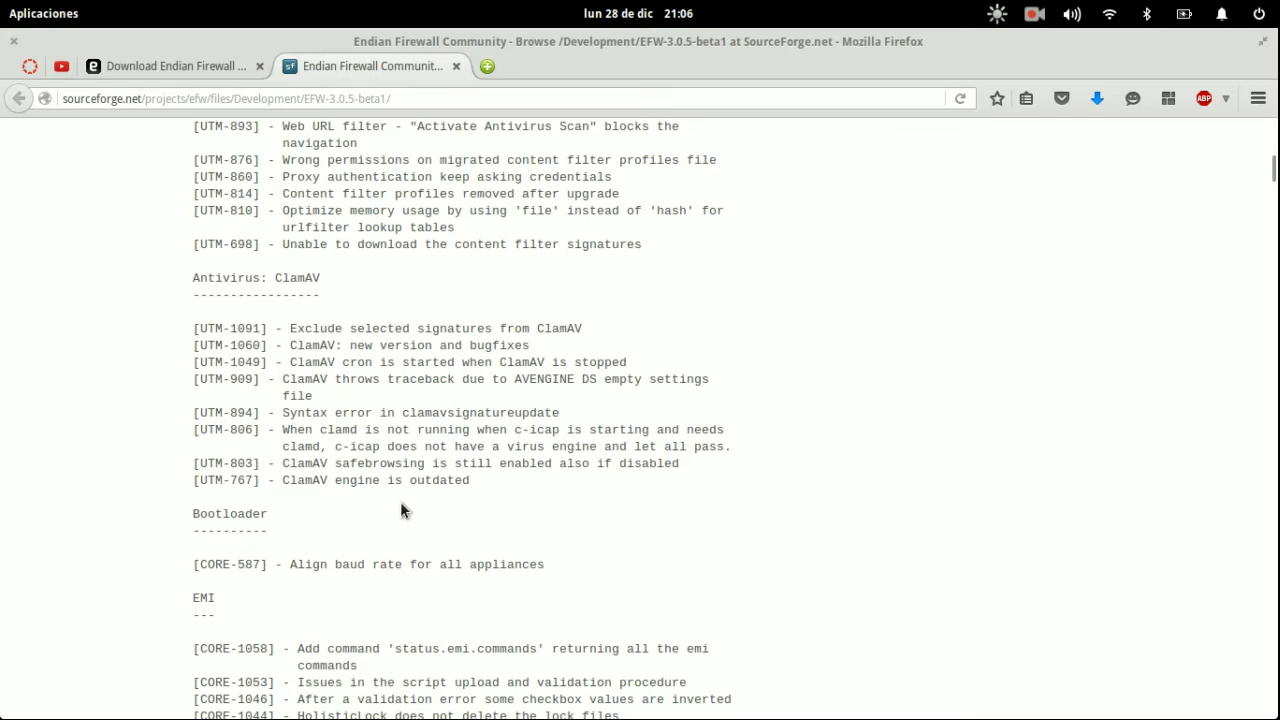 Aplicaciones
lun 28 de dic 21:06
Endian Firewall Community - Browse /Development/EFW-3.0.5-beta1 at SourceForge.net - Mozilla Firefox
Download Endian Firewall ...
Endian Firewall Communit...
sourceforge.net/projects/efw/files/Development/EFW-3.0.5-beta1/
ABP
[UTM-893] - Web URL filter - "Activate Antivirus Scan" blocks the
navigation
[UTM-876] - Wrong permissions on migrated content filter profiles file
[UTM-860] - Proxy authentication keep asking credentials
[UTM-814] - Content filter profiles removed after upgrade
[UTM-810] - Optimize memory usage by using 'file' instead of 'hash' for
urlfilter lookup tables
[UTM-698] - Unable to download the content filter signatures
Antivirus: ClamAV
-----------------
[UTM-1091] - Exclude selected signatures from ClamAV
[UTM-1060] - ClamAV: new version and bugfixes
[UTM-1049] - ClamAV cron is started when ClamAV is stopped
[UTM-909] - ClamAV throws traceback due to AVENGINE DS empty settings
file
[UTM-894] - Syntax error in clamavsignatureupdate
[UTM-806] - When clamd is not running when c-icap is starting and needs
clamd, c-icap does not have a virus engine and let all pass.
[UTM-803] - ClamAV safebrowsing is still enabled also if disabled
[UTM-767] - ClamAV engine is outdated
Bootloader
----------
[CORE-587] - Align baud rate for all appliances
EMI
---
[CORE-1058] - Add command 'status.emi.commands' returning all the emi
commands
[CORE-1053] - Issues in the script upload and validation procedure
[CORE-1046] - After a validation error some checkbox values are inverted
[CORE-1044] - HolisticLock does not delete the lock files